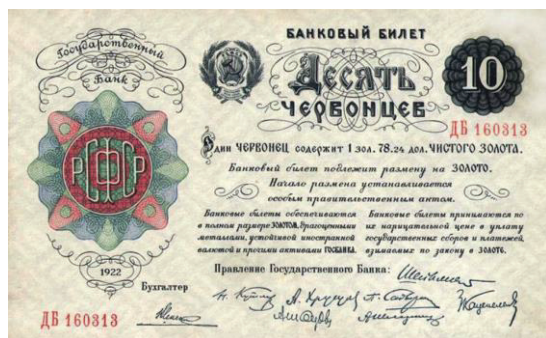 Государственный
Банк
БАНКОВЫЙ БИЛЕТ
Десять
ЧЕРВОНЦЕВ
10
ДБ 160313
Один ЧЕРВОНЕЦ содержит 1 зол. 78.24 дол. ЧИСТОГО ЗОЛОТА.
Банковый билет подлежит размену на ЗОЛОТО.
Начало размена устанавливается
особым правительственным актом.
Банковые билеты обеспечиваются
в полном размере ЗОЛОТОМ, драгоценными
металлами, устойчивой иностранной
валютой и прочими активами ГОСБАНКА.
Банковые билеты принимаются по
их нарицательной цене в уплату
государственных сборов и платежей,
взимаемых по закону в ЗОЛОТЕ.
РСФСР
1922
Правление Государственного Банка:
Бухгалтер
ДБ 160313